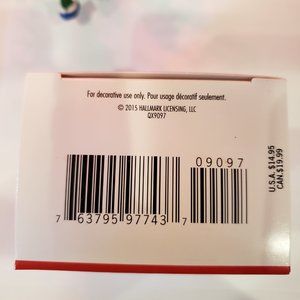 For decorative use only. Pour usage décoratif seulement.
© 2015 HALLMARK LICENSING, LLC
QX9097
09097
7 63795 97743 7
U.S.A. $14.95
CAN. $19.99